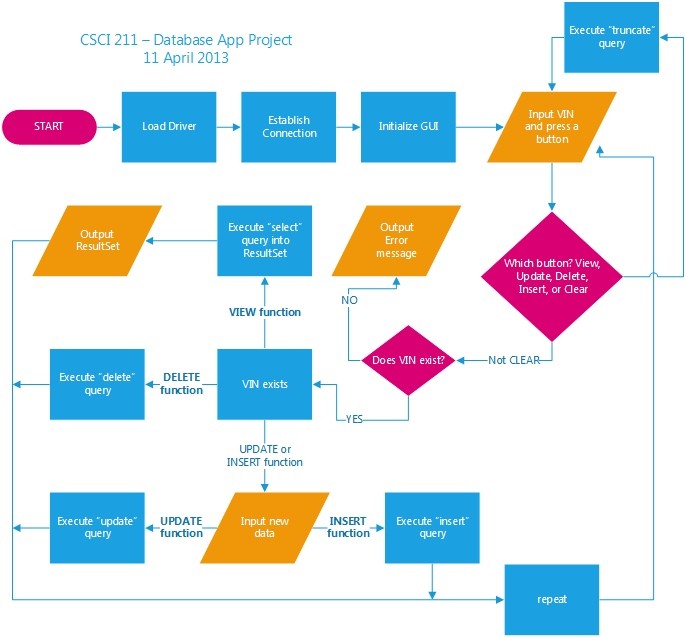 CSCI 211 – Database App Project
11 April 2013
Execute "truncate"
query
START
Load Driver
Establish
Connection
Initialize GUI
Input VIN
and press a
button
Output
ResultSet
Execute "select"
query into
ResultSet
Output
Error
message
Which button? View,
Update, Delete,
Insert, or Clear
NO
VIEW function
Does VIN exist?
Not CLEAR
Execute "delete"
query
DELETE
function
VIN exists
YES
UPDATE or
INSERT function
Execute "update"
query
UPDATE
function
Input new
data
INSERT
function
Execute "insert"
query
repeat